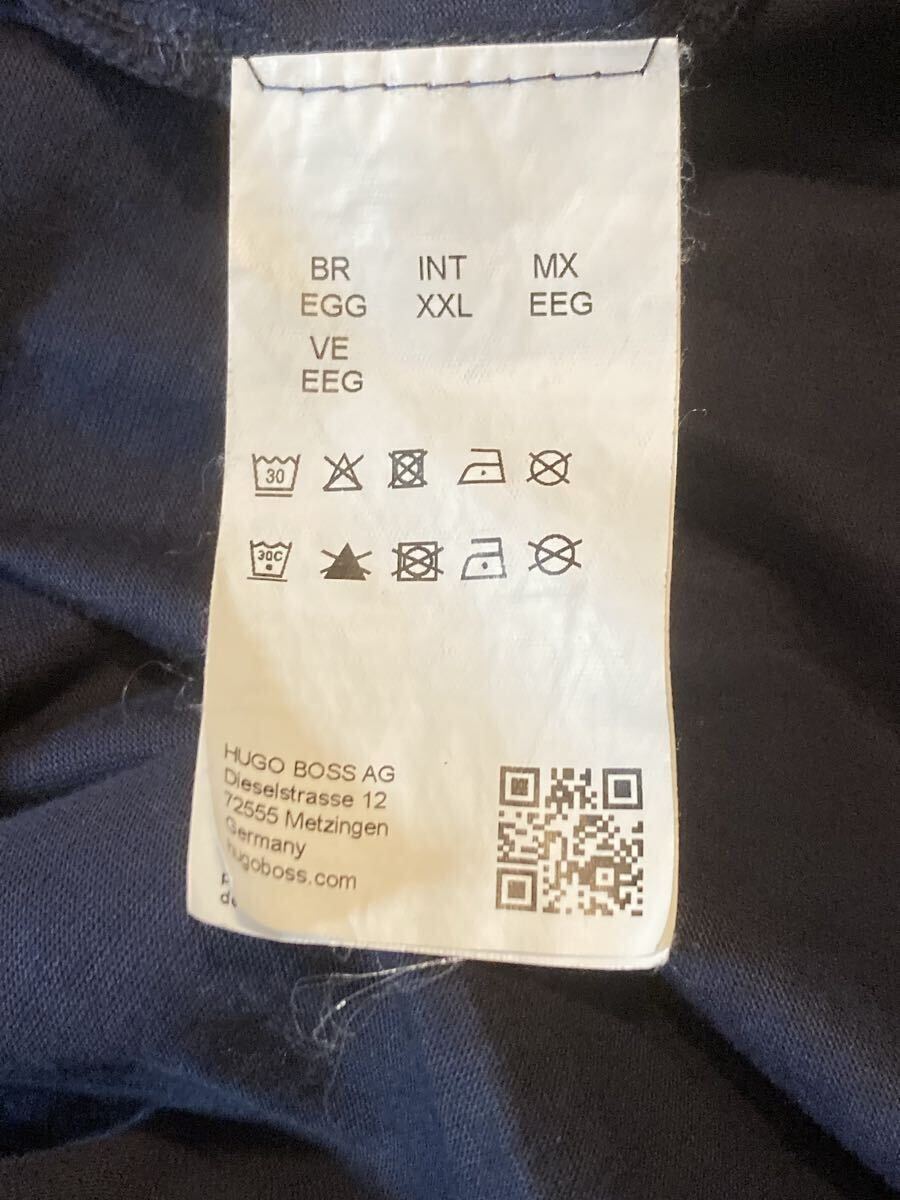 BR INT MX
EGG XXL EEG
VE
EEG
30
30C
HUGO BOSS AG
Dieselstrasse 12
72555 Metzingen
Germany
hugoboss.com